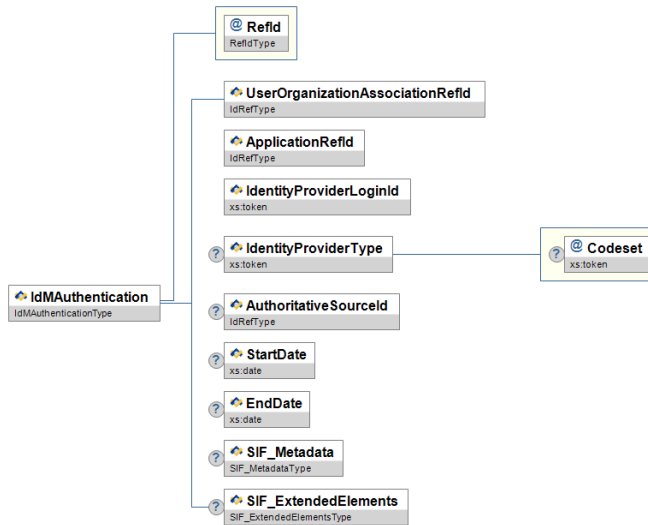 @ RefId
RefIdType
UserOrganizationAssociationRefId
IdRefType
ApplicationRefId
IdRefType
IdentityProviderLoginId
xs:token
? IdentityProviderType
xs:token
? @ Codeset
xs:token
IdMAuthentication
IdMAuthenticationType
? AuthoritativeSourceId
IdRefType
? StartDate
xs:date
? EndDate
xs:date
? SIF_Metadata
SIF_MetadataType
? SIF_ExtendedElements
SIF_ExtendedElementsType